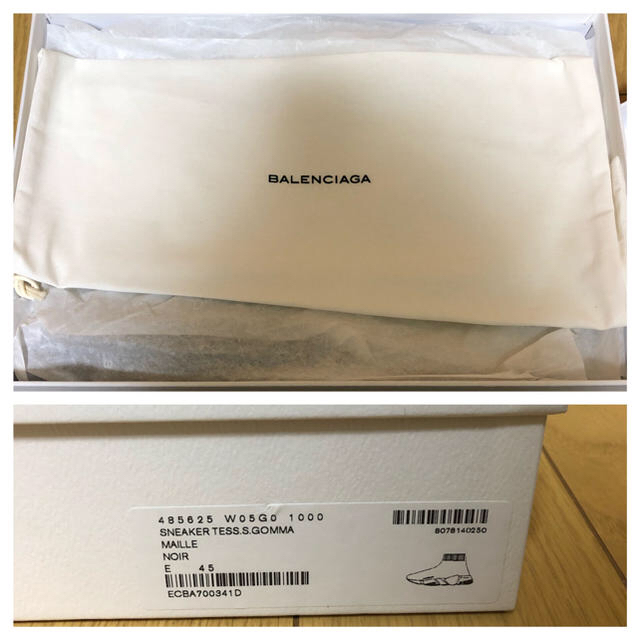 BALENCIAGA
485625 W05G0 1000
SNEAKER TESS.S.GOMMA
MAILLE
NOIR
E 45
ECBA700341D
8078140250